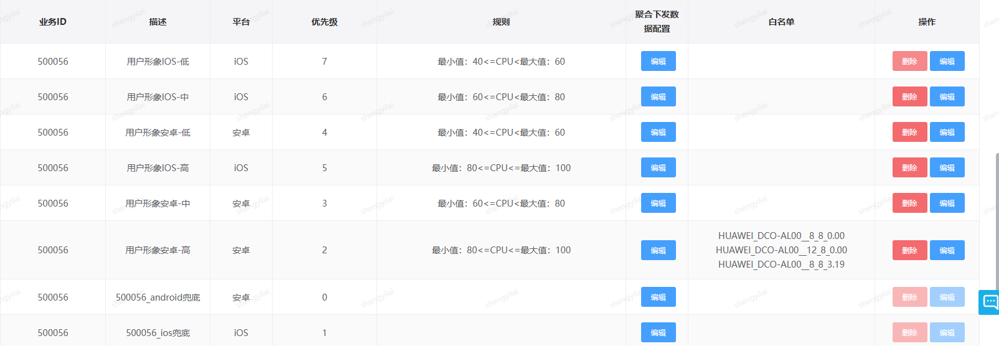 业务ID 描述 平台 优先级 规则 聚合下发数据配置 白名单 操作
500056 用户形象IOS-低 iOS 7 最小值：40<=CPU<最大值：60 编辑 删除 编辑
500056 用户形象IOS-中 iOS 6 最小值：60<=CPU<最大值：80 编辑 删除 编辑
500056 用户形象安卓-低 安卓 4 最小值：40<=CPU<最大值：60 编辑 删除 编辑
500056 用户形象IOS-高 iOS 5 最小值：80<=CPU<=最大值：100 编辑 删除 编辑
500056 用户形象安卓-中 安卓 3 最小值：60<=CPU<最大值：80 编辑 删除 编辑
500056 用户形象安卓-高 安卓 2 最小值：80<=CPU<=最大值：100 编辑 HUAWEI_DCO-AL00__8_8_0.00
HUAWEI_DCO-AL00__12_8_0.00
HUAWEI_DCO-AL00__8_8_3.19 删除 编辑
500056 500056_android兜底 安卓 0 编辑 删除 编辑
500056 500056_ios兜底 iOS 1 编辑 删除 编辑
shengyilai